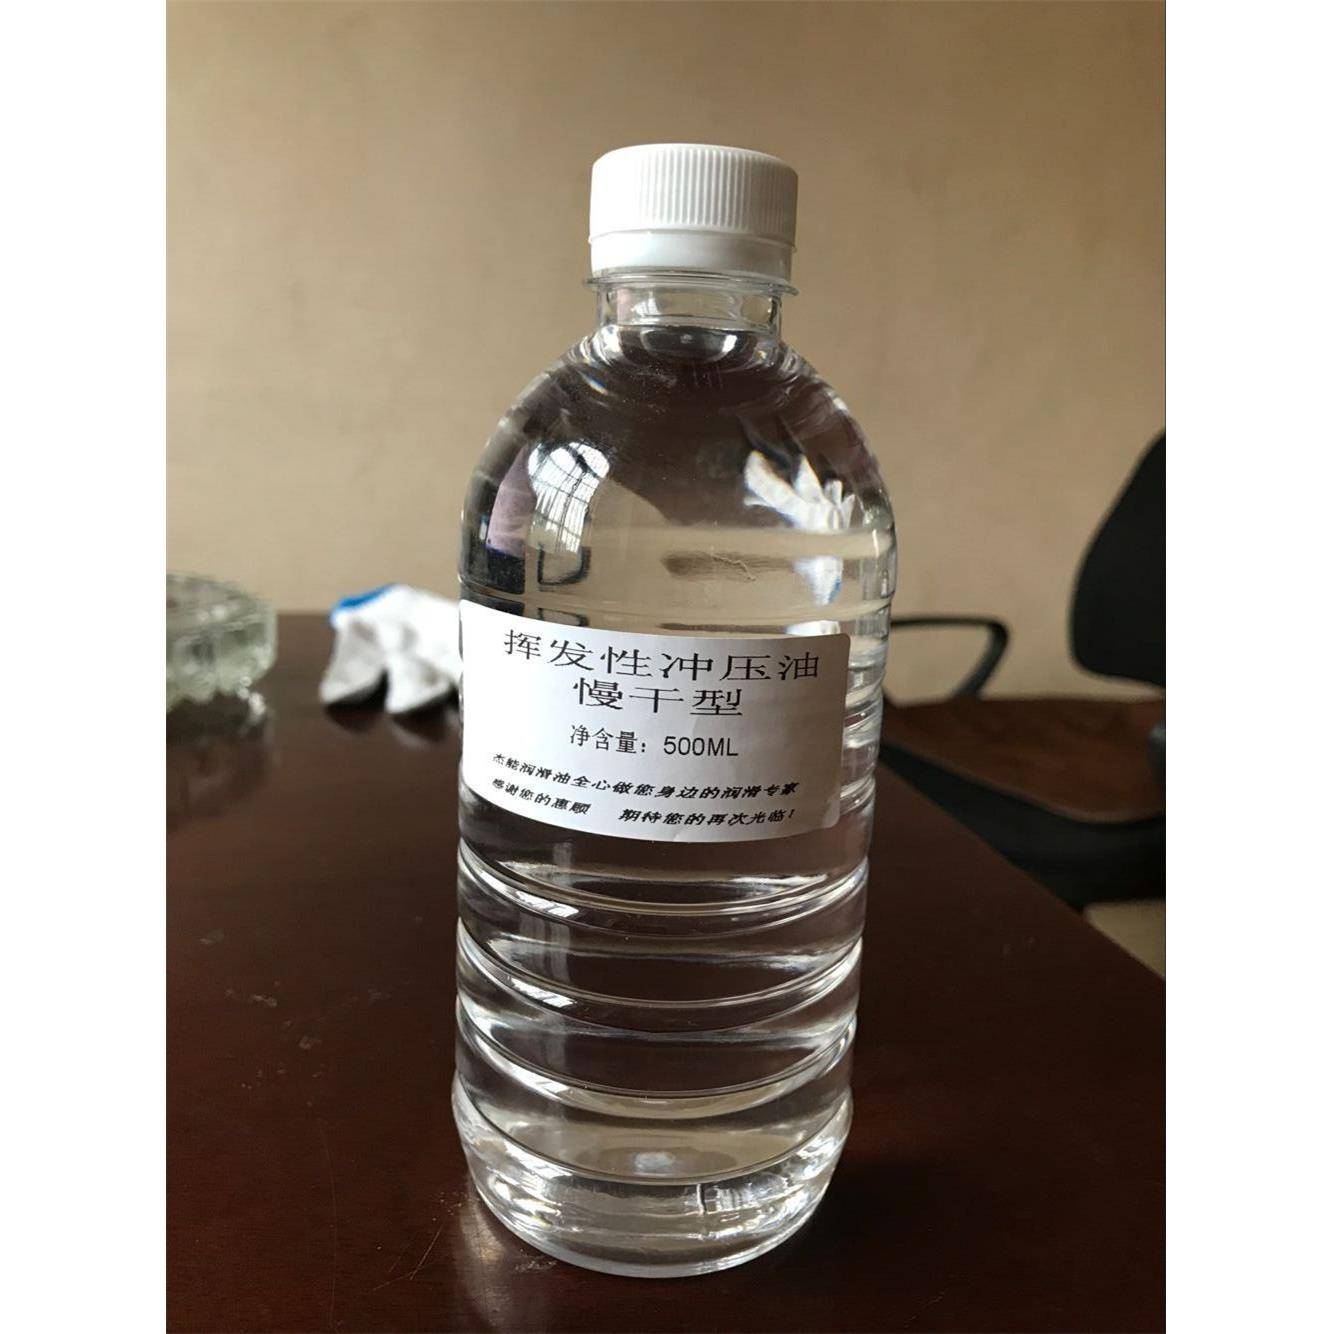 挥发性冲压油
慢干型
净含量：500ML
杰能润滑油全心做您身边的润滑专家
感谢您的惠顾 期待您的再次光临！